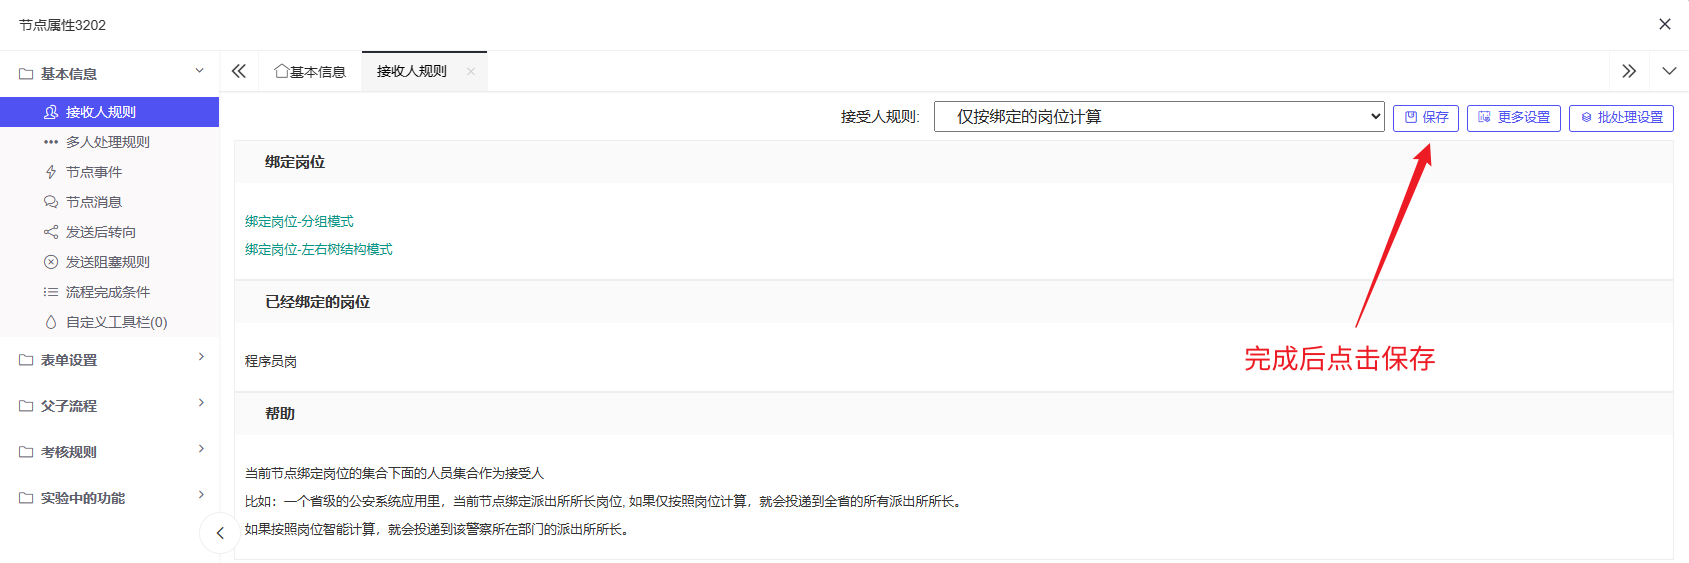 节点属性3202
基本信息
接收人规则
多人处理规则
节点事件
节点消息
发送后转向
发送阻塞规则
流程完成条件
自定义工具栏(0)
表单设置
父子流程
考核规则
实验中的功能
基本信息
接收人规则
接受人规则:
仅按绑定的岗位计算
保存
更多设置
批处理设置
绑定岗位
绑定岗位-分组模式
绑定岗位-左右树结构模式
已经绑定的岗位
程序员岗
完成后点击保存
帮助
当前节点绑定岗位的集合下面的人员集合作为接受人
比如：一个省级的公安系统应用里，当前节点绑定派出所所长岗位, 如果仅按照岗位计算，就会投递到全省的所有派出所所长。
如果按照岗位智能计算，就会投递到该警察所在部门的派出所所长。